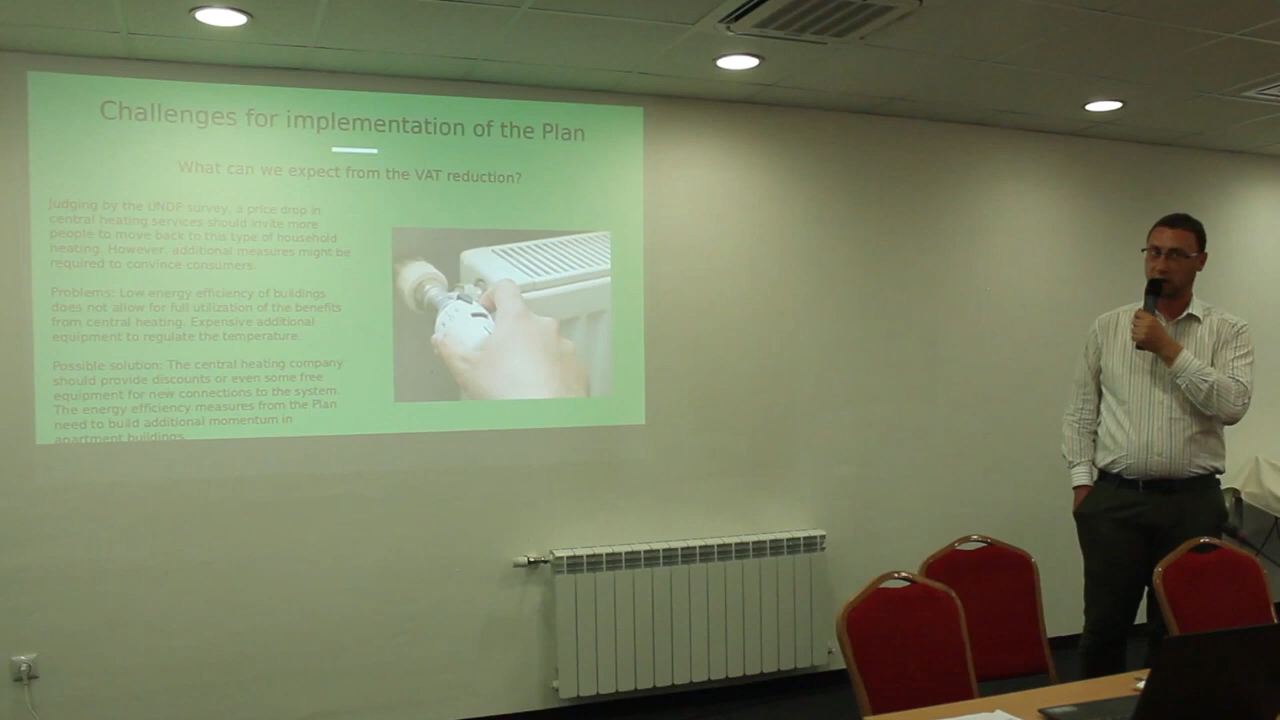 Challenges for implementation of the Plan
What can we expect from the VAT reduction?
Judging by the UNDP survey, a price drop in
central heating services should invite more
people to move back to this type of household
heating. However, additional measures might be
required to convince consumers.
Problems: Low energy efficiency of buildings
does not allow for full utilization of the benefits
from central heating. Expensive additional
equipment to regulate the temperature.
Possible solution: The central heating company
should provide discounts or even some free
equipment for new connections to the system.
The energy efficiency measures from the Plan
need to build additional momentum in
apartment buildings.